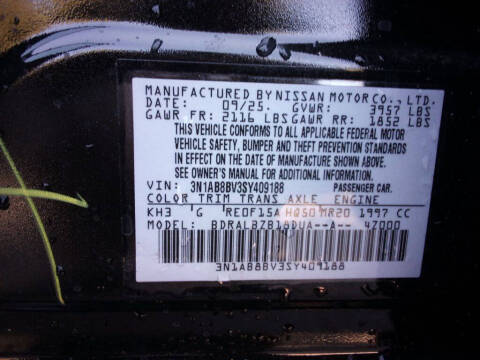 MANUFACTURED BY NISSAN MOTOR CO., LTD.
DATE: 09/25. GVWR: 3957 LBS
GAWR FR: 2116 LBS GAWR RR: 1852 LBS
THIS VEHICLE CONFORMS TO ALL APPLICABLE FEDERAL MOTOR
VEHICLE SAFETY, BUMPER AND THEFT PREVENTION STANDARDS
IN EFFECT ON THE DATE OF MANUFACTURE SHOWN ABOVE.
SEE OWNER'S MANUAL FOR ADDITIONAL INFORMATION.
VIN: 3N1AB8BV3SY409188 PASSENGER CAR.
COLOR TRIM TRANS AXLE ENGINE
KH3 G RE0F15A HQ50 MR20 1997 CC
MODEL: BDRALBZB18DUA--A-- 4Z000
3N1AB8BV3SY409188